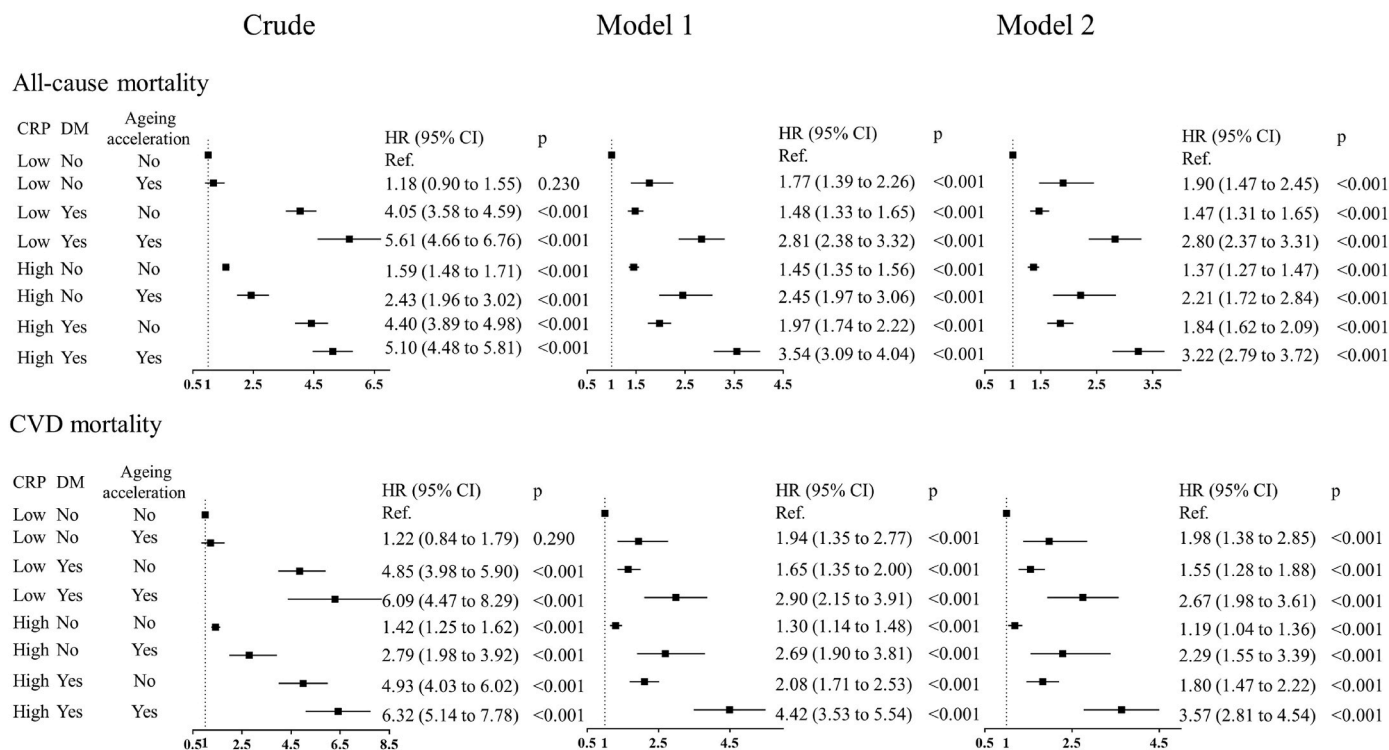 Crude Model 1 Model 2
All-cause mortality
CRP DM Ageing acceleration HR (95% CI) p HR (95% CI) p HR (95% CI) p
Low No No Ref. Ref. Ref.
Low No Yes 1.18 (0.90 to 1.55) 0.230 1.77 (1.39 to 2.26) <0.001 1.90 (1.47 to 2.45) <0.001
Low Yes No 4.05 (3.58 to 4.59) <0.001 1.48 (1.33 to 1.65) <0.001 1.47 (1.31 to 1.65) <0.001
Low Yes Yes 5.61 (4.66 to 6.76) <0.001 2.81 (2.38 to 3.32) <0.001 2.80 (2.37 to 3.31) <0.001
High No No 1.59 (1.48 to 1.71) <0.001 1.45 (1.35 to 1.56) <0.001 1.37 (1.27 to 1.47) <0.001
High No Yes 2.43 (1.96 to 3.02) <0.001 2.45 (1.97 to 3.06) <0.001 2.21 (1.72 to 2.84) <0.001
High Yes No 4.40 (3.89 to 4.98) <0.001 1.97 (1.74 to 2.22) <0.001 1.84 (1.62 to 2.09) <0.001
High Yes Yes 5.10 (4.48 to 5.81) <0.001 3.54 (3.09 to 4.04) <0.001 3.22 (2.79 to 3.72) <0.001
0.5 1 2.5 4.5 6.5 0.5 1 1.5 2.5 3.5 4.5 0.5 1 1.5 2.5 3.5
CVD mortality
CRP DM Ageing acceleration HR (95% CI) p HR (95% CI) p HR (95% CI) p
Low No No Ref. Ref. Ref.
Low No Yes 1.22 (0.84 to 1.79) 0.290 1.94 (1.35 to 2.77) <0.001 1.98 (1.38 to 2.85) <0.001
Low Yes No 4.85 (3.98 to 5.90) <0.001 1.65 (1.35 to 2.00) <0.001 1.55 (1.28 to 1.88) <0.001
Low Yes Yes 6.09 (4.47 to 8.29) <0.001 2.90 (2.15 to 3.91) <0.001 2.67 (1.98 to 3.61) <0.001
High No No 1.42 (1.25 to 1.62) <0.001 1.30 (1.14 to 1.48) <0.001 1.19 (1.04 to 1.36) <0.001
High No Yes 2.79 (1.98 to 3.92) <0.001 2.69 (1.90 to 3.81) <0.001 2.29 (1.55 to 3.39) <0.001
High Yes No 4.93 (4.03 to 6.02) <0.001 2.08 (1.71 to 2.53) <0.001 1.80 (1.47 to 2.22) <0.001
High Yes Yes 6.32 (5.14 to 7.78) <0.001 4.42 (3.53 to 5.54) <0.001 3.57 (2.81 to 4.54) <0.001
0.5 1 2.5 4.5 6.5 8.5 0.5 1 2.5 4.5 0.5 1 2.5 4.5